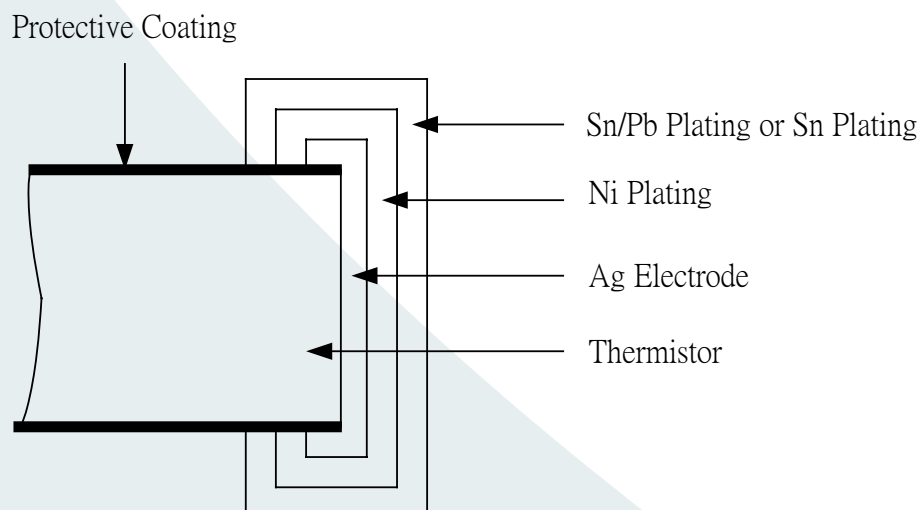 Protective Coating
Sn/Pb Plating or Sn Plating
Ni Plating
Ag Electrode
Thermistor